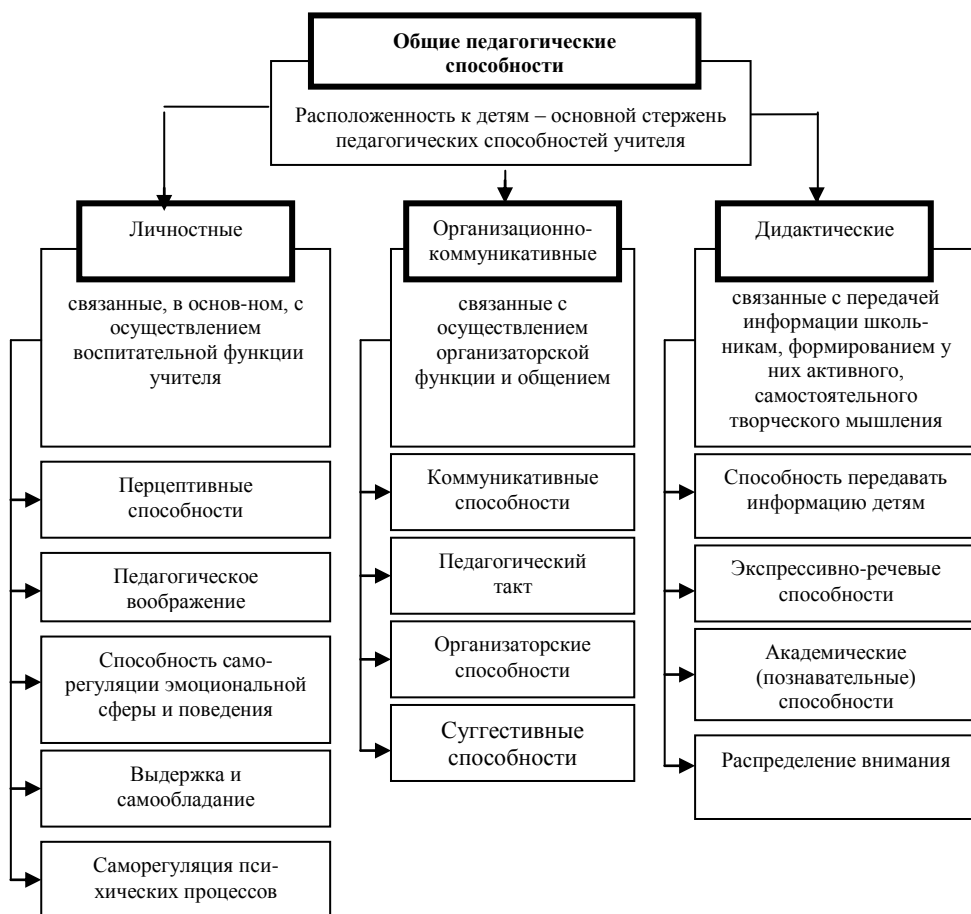 Общие педагогические
способности
Расположенность к детям – основной стержень
педагогических способностей учителя
Личностные
связанные, в основ-ном, с
осуществлением
воспитательной функции
учителя
Перцептивные
способности
Педагогическое
воображение
Способность само-
регуляции эмоциональной
сферы и поведения
Выдержка и
самообладание
Саморегуляция пси-
хических процессов
Организационно-
коммуникативные
связанные с
осуществлением
организаторской
функции и общением
Коммуникативные
способности
Педагогический
такт
Организаторские
способности
Суггестивные
способности
Дидактические
связанные с передачей
информации школь-
никам, формированием у
них активного,
самостоятельного
творческого мышления
Способность передавать
информацию детям
Экспрессивно-речевые
способности
Академические
(познавательные)
способности
Распределение внимания